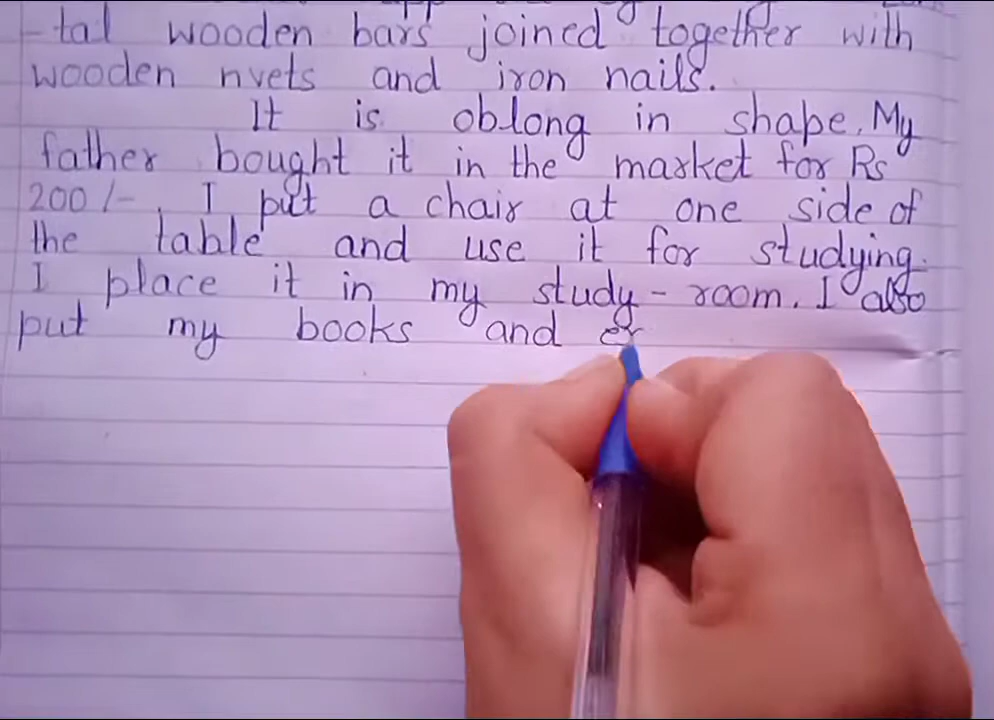 -tal wooden bars joined together with
wooden nvets and iron nails.
It is oblong in shape. My
father bought it in the market for Rs
200/-. I put a chair at one side of
the table and use it for studying.
I place it in my study-room. I also
put my books and ex